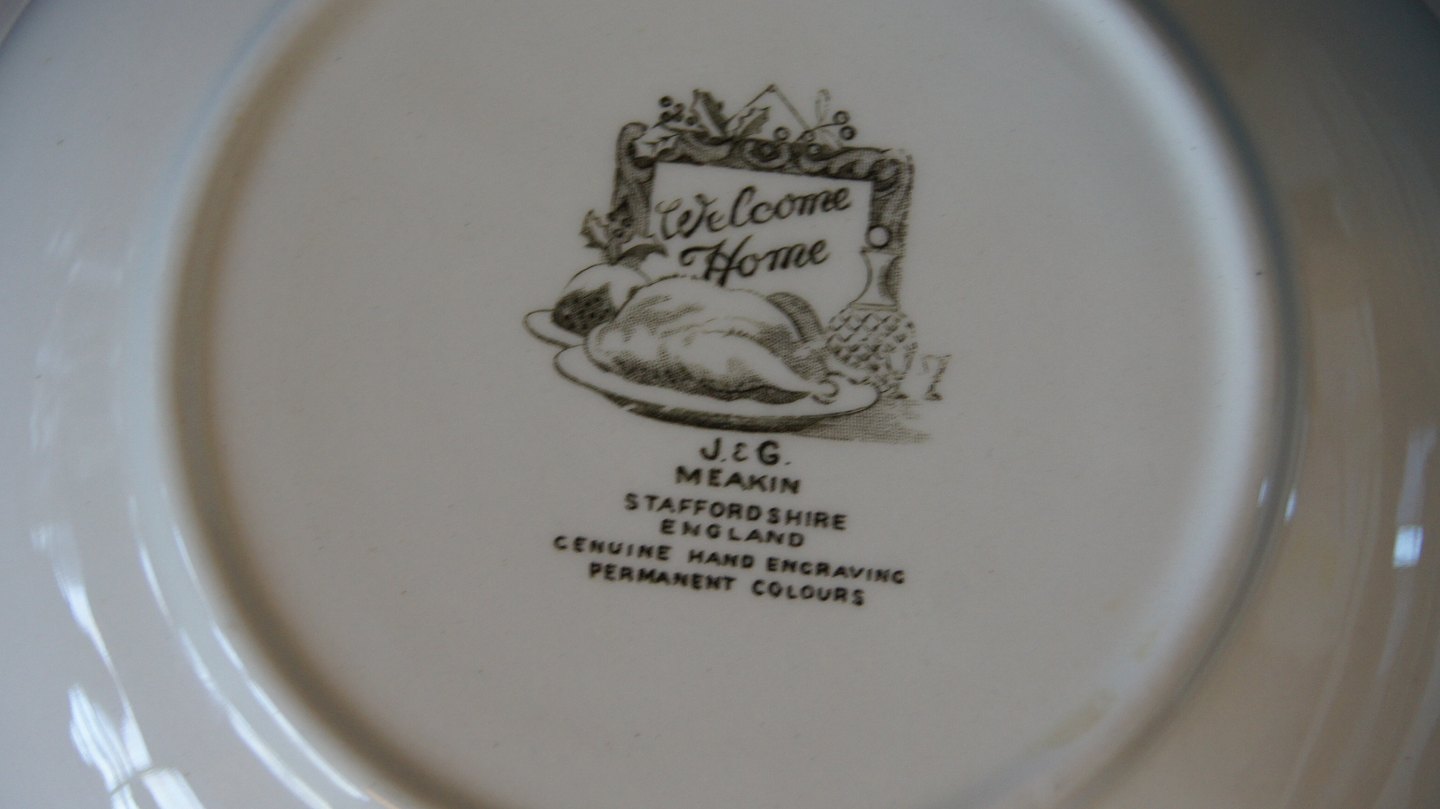 Welcome
Home
J. & G.
MEAKIN
STAFFORDSHIRE
ENGLAND
GENUINE HAND ENGRAVING
PERMANENT COLOURS